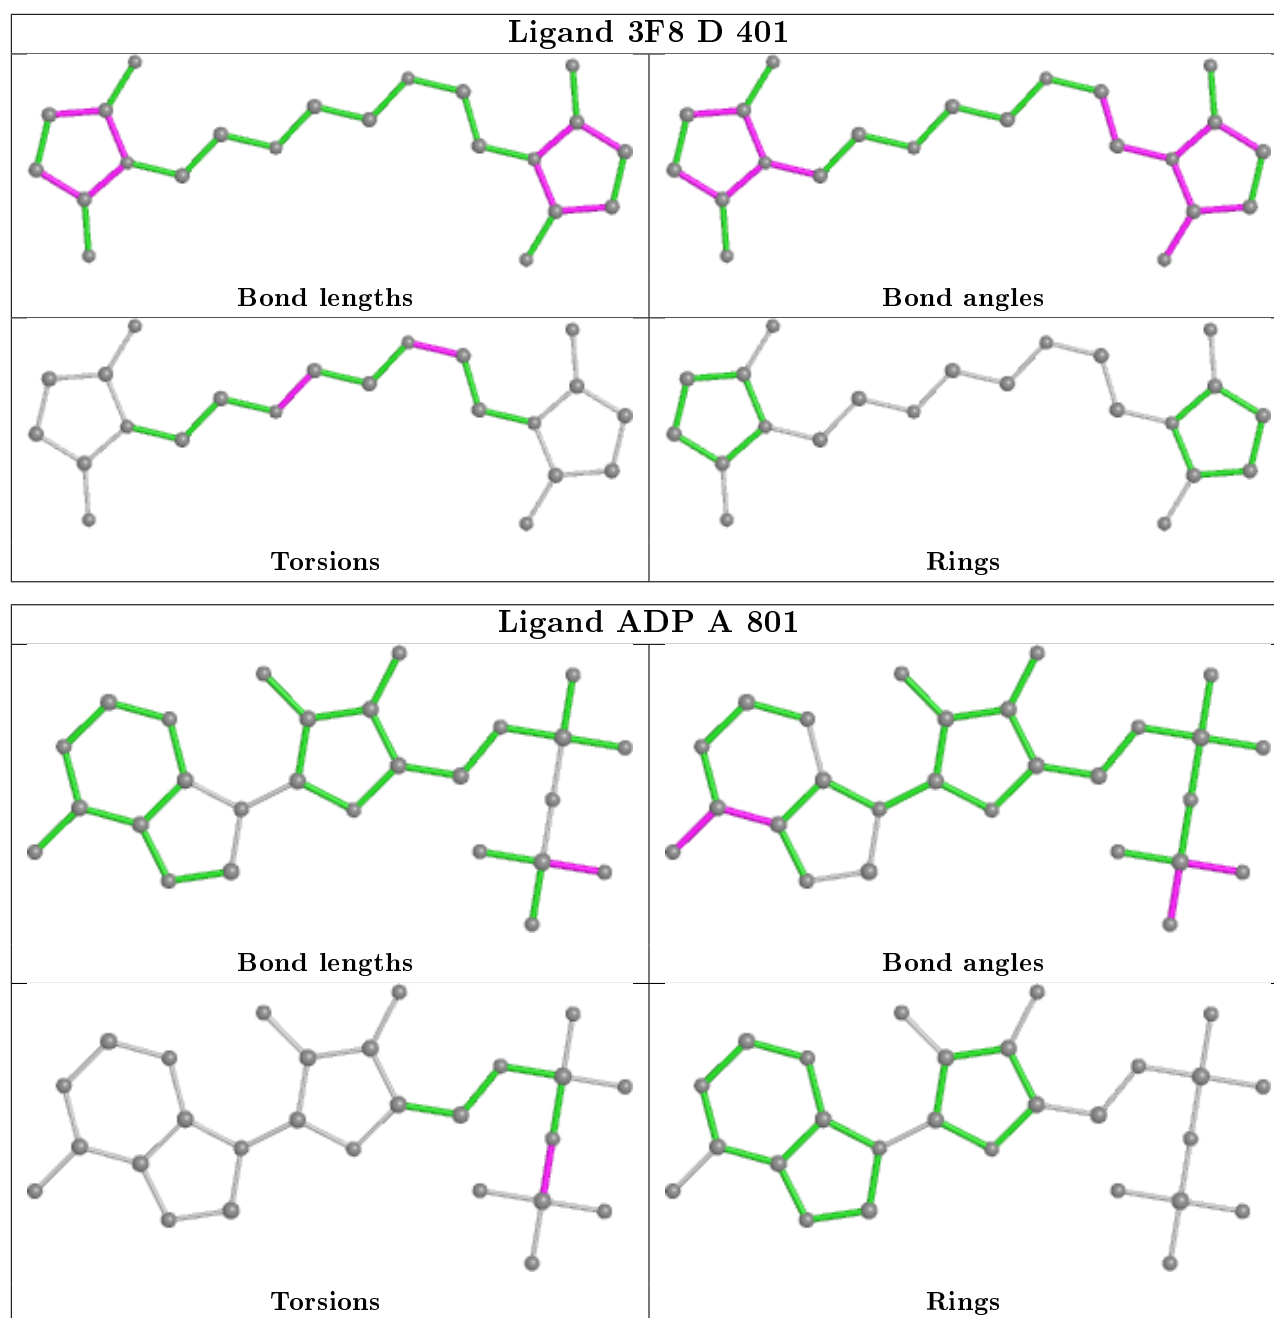 Ligand 3F8 D 401
Bond lengths
Bond angles
Torsions
Rings
Ligand ADP A 801
Bond lengths
Bond angles
Torsions
Rings